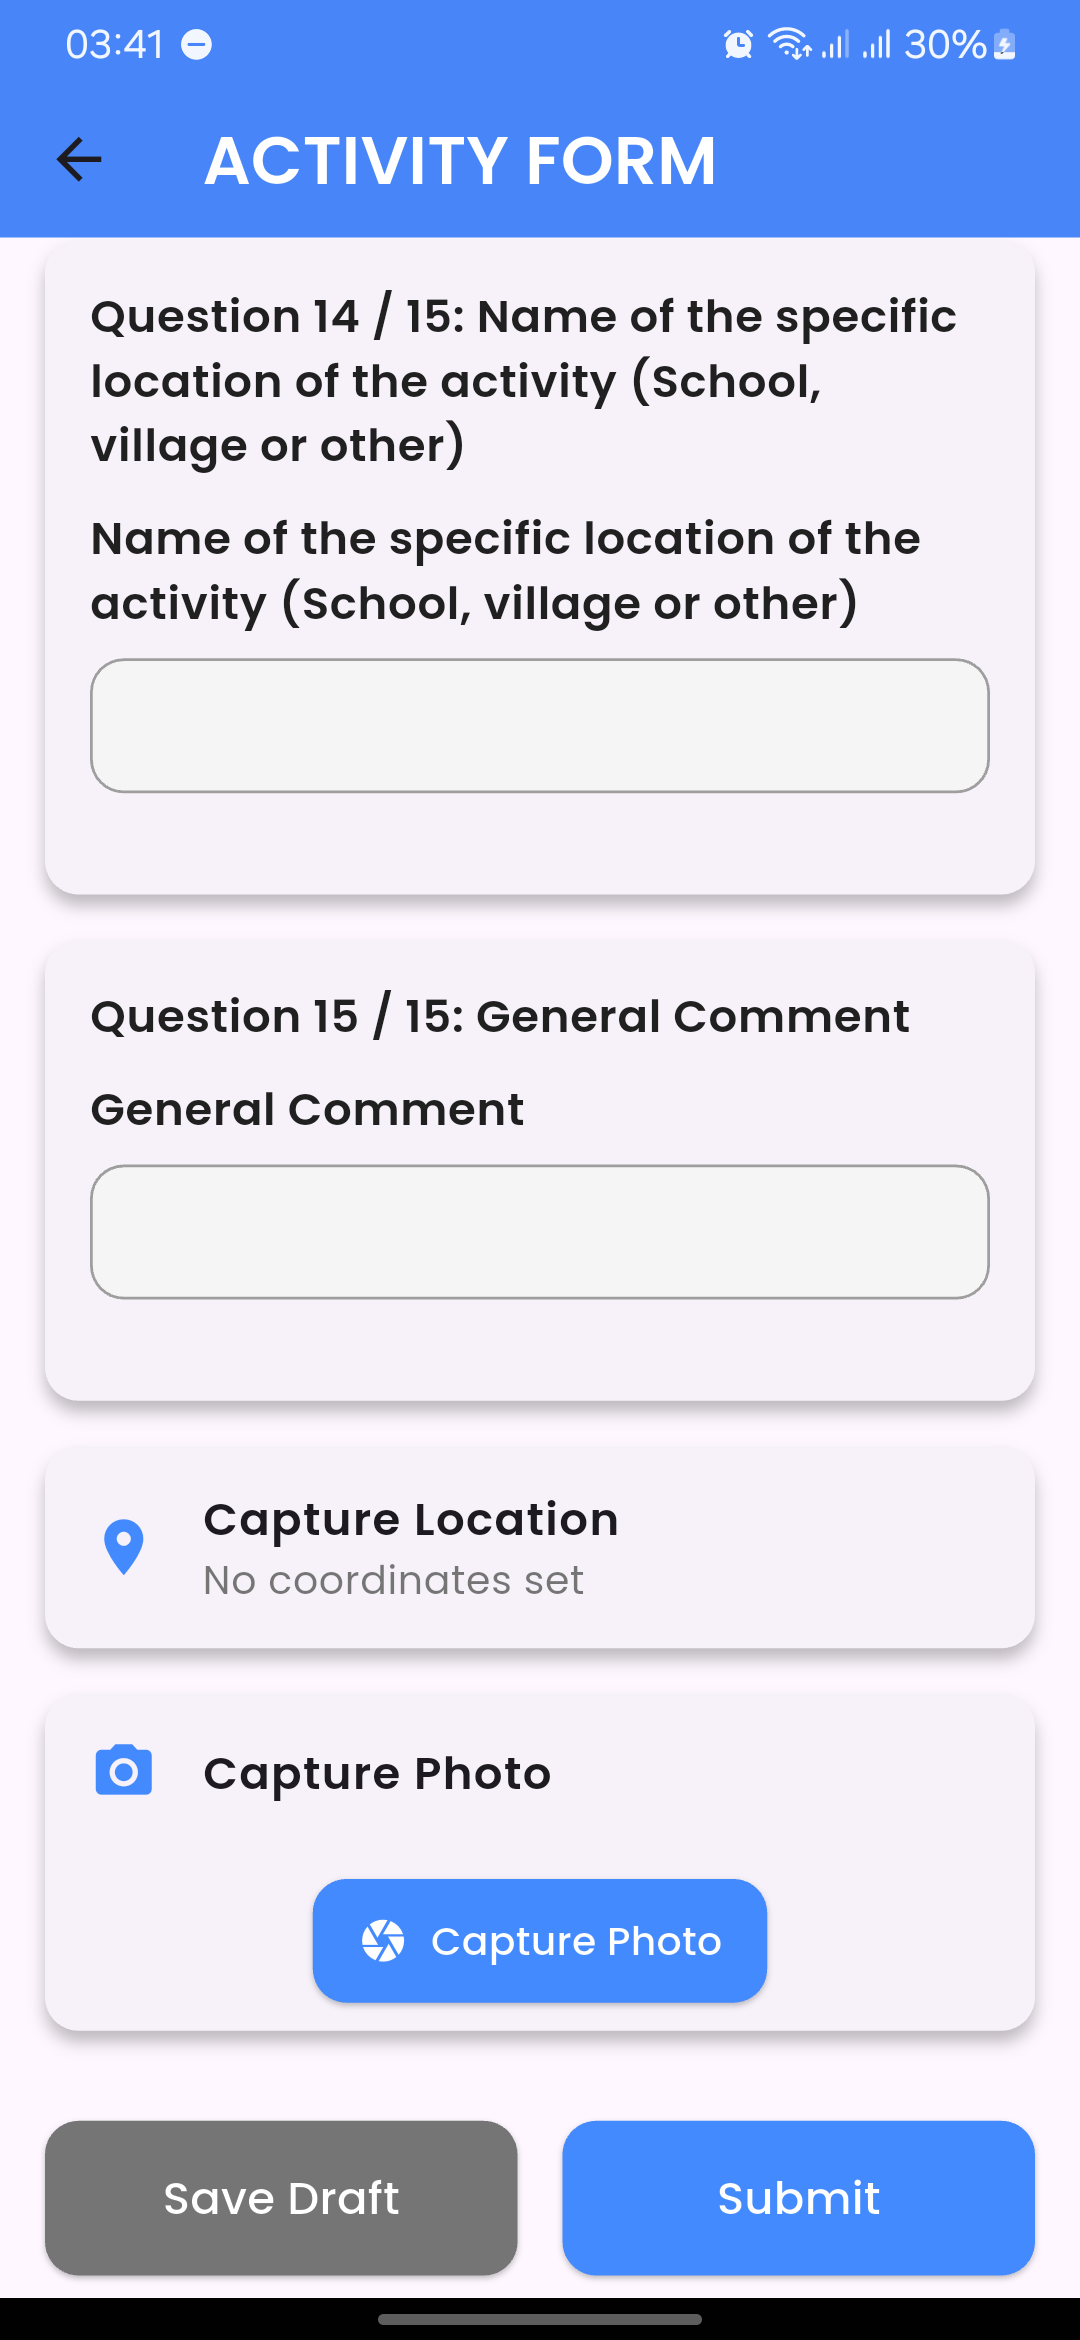 03:41
30%
ACTIVITY FORM
Question 14 / 15: Name of the specific
location of the activity (School,
village or other)
Name of the specific location of the
activity (School, village or other)
Question 15 / 15: General Comment
General Comment
Capture Location
No coordinates set
Capture Photo
Capture Photo
Save Draft
Submit